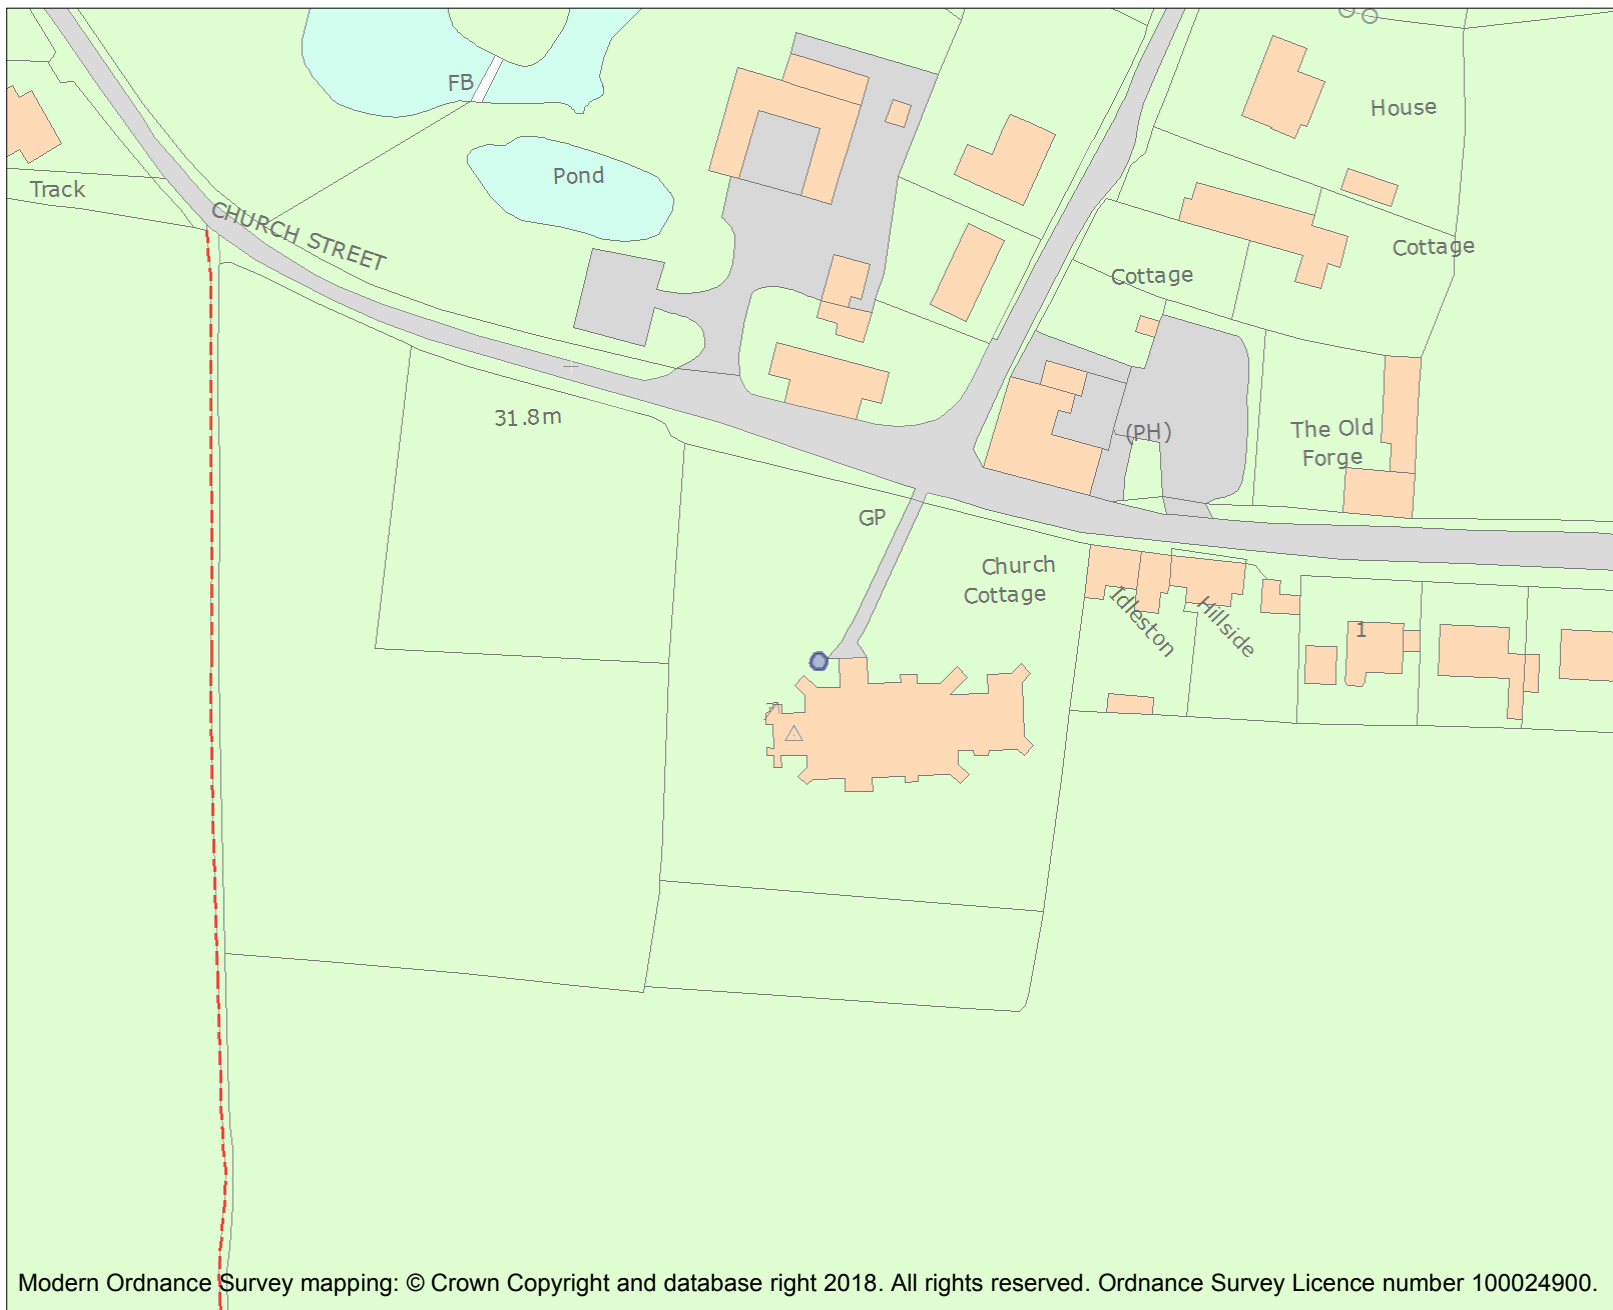 FB
House
Pond
Track
CHURCH STREET
Cottage
Cottage
31.8m
(PH)
The Old
Forge
GP
Church
Cottage
Idleston
Hillside
1
Modern Ordnance Survey mapping: © Crown Copyright and database right 2018. All rights reserved. Ordnance Survey Licence number 100024900.